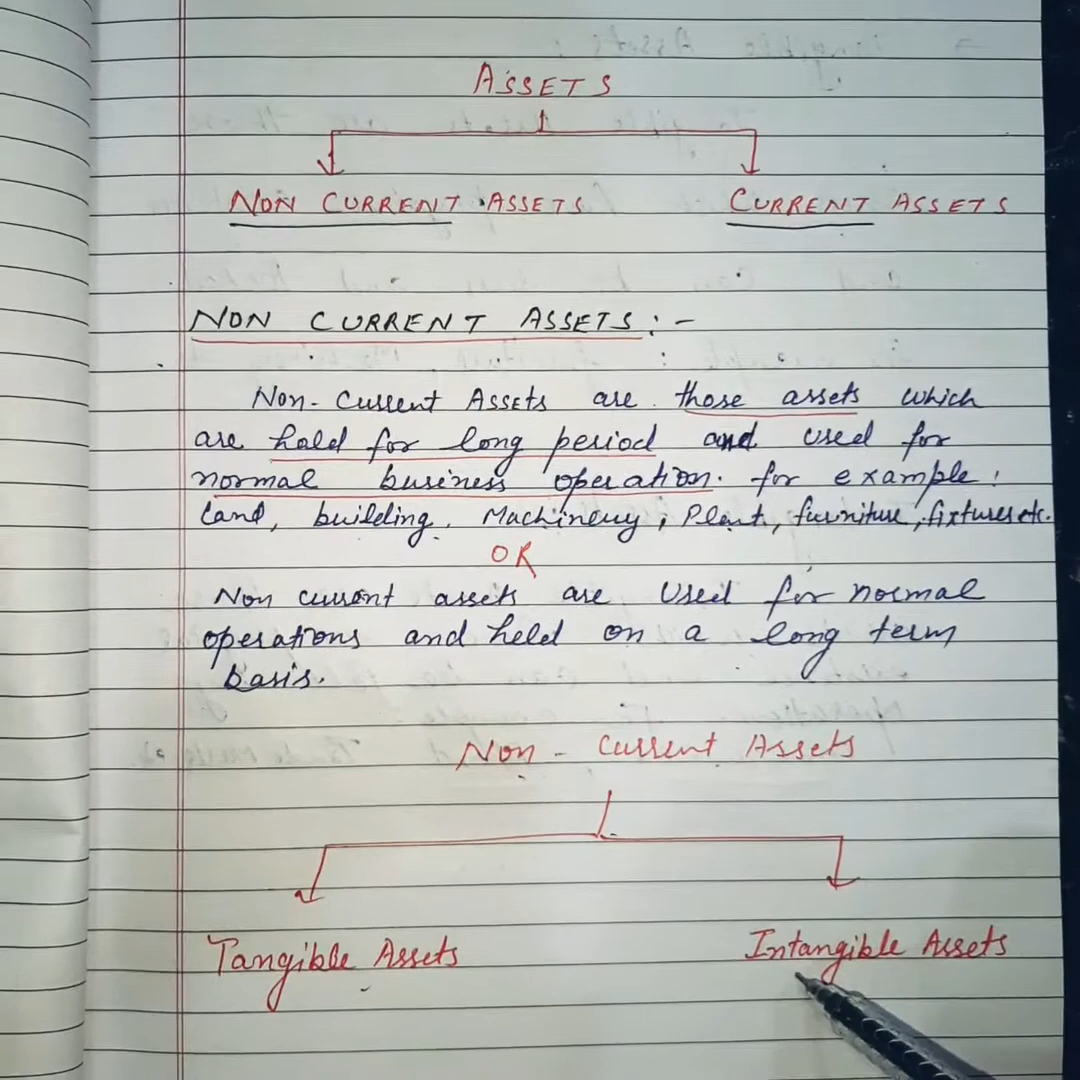 ASSETS
NON CURRENT ASSETS CURRENT ASSETS
NON CURRENT ASSETS :-
Non-Current Assets are those assets which
are hald for long period and used for
normal business operation. for example:
land, building, Machinery, Plant, furniture, fixtures etc.
OR
Non current assets are Used for normal
operations and held on a long term
basis.
Non - Current Assets
Tangible Assets Intangible Assets